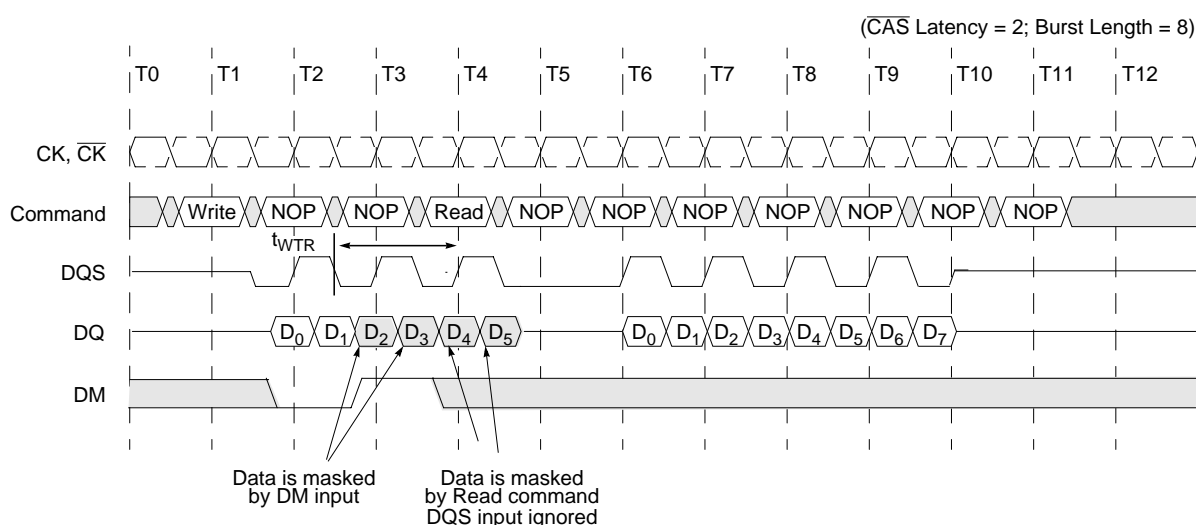 (CAS Latency = 2; Burst Length = 8)
T0 T1 T2 T3 T4 T5 T6 T7 T8 T9 T10 T11 T12
CK, CK
Command Write NOP NOP Read NOP NOP NOP NOP NOP NOP NOP
tWTR
DQS
DQ D0 D1 D2 D3 D4 D5 D0 D1 D2 D3 D4 D5 D6 D7
DM
Data is masked
by DM input
Data is masked
by Read command
DQS input ignored